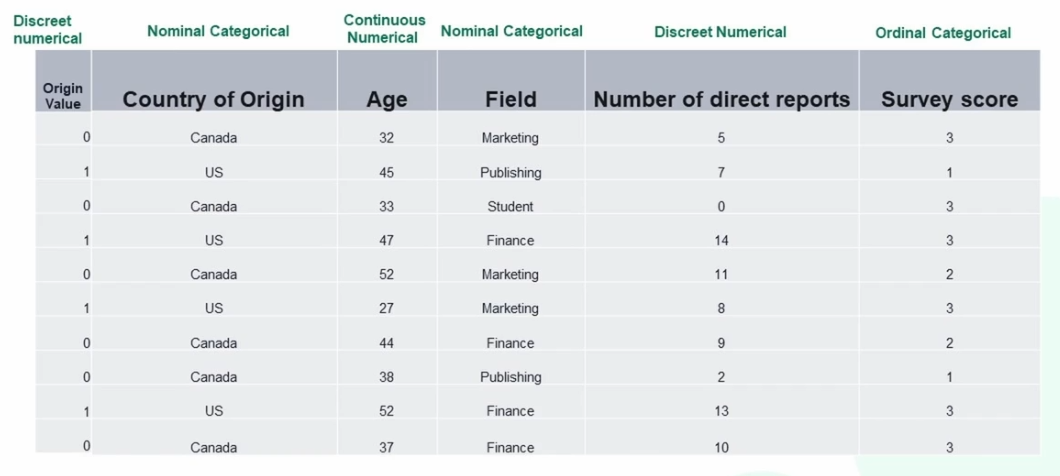 Discreet numerical Nominal Categorical Continuous Numerical Nominal Categorical Discreet Numerical Ordinal Categorical
Origin Value Country of Origin Age Field Number of direct reports Survey score
0 Canada 32 Marketing 5 3
1 US 45 Publishing 7 1
0 Canada 33 Student 0 3
1 US 47 Finance 14 3
0 Canada 52 Marketing 11 2
1 US 27 Marketing 8 3
0 Canada 44 Finance 9 2
0 Canada 38 Publishing 2 1
1 US 52 Finance 13 3
0 Canada 37 Finance 10 3